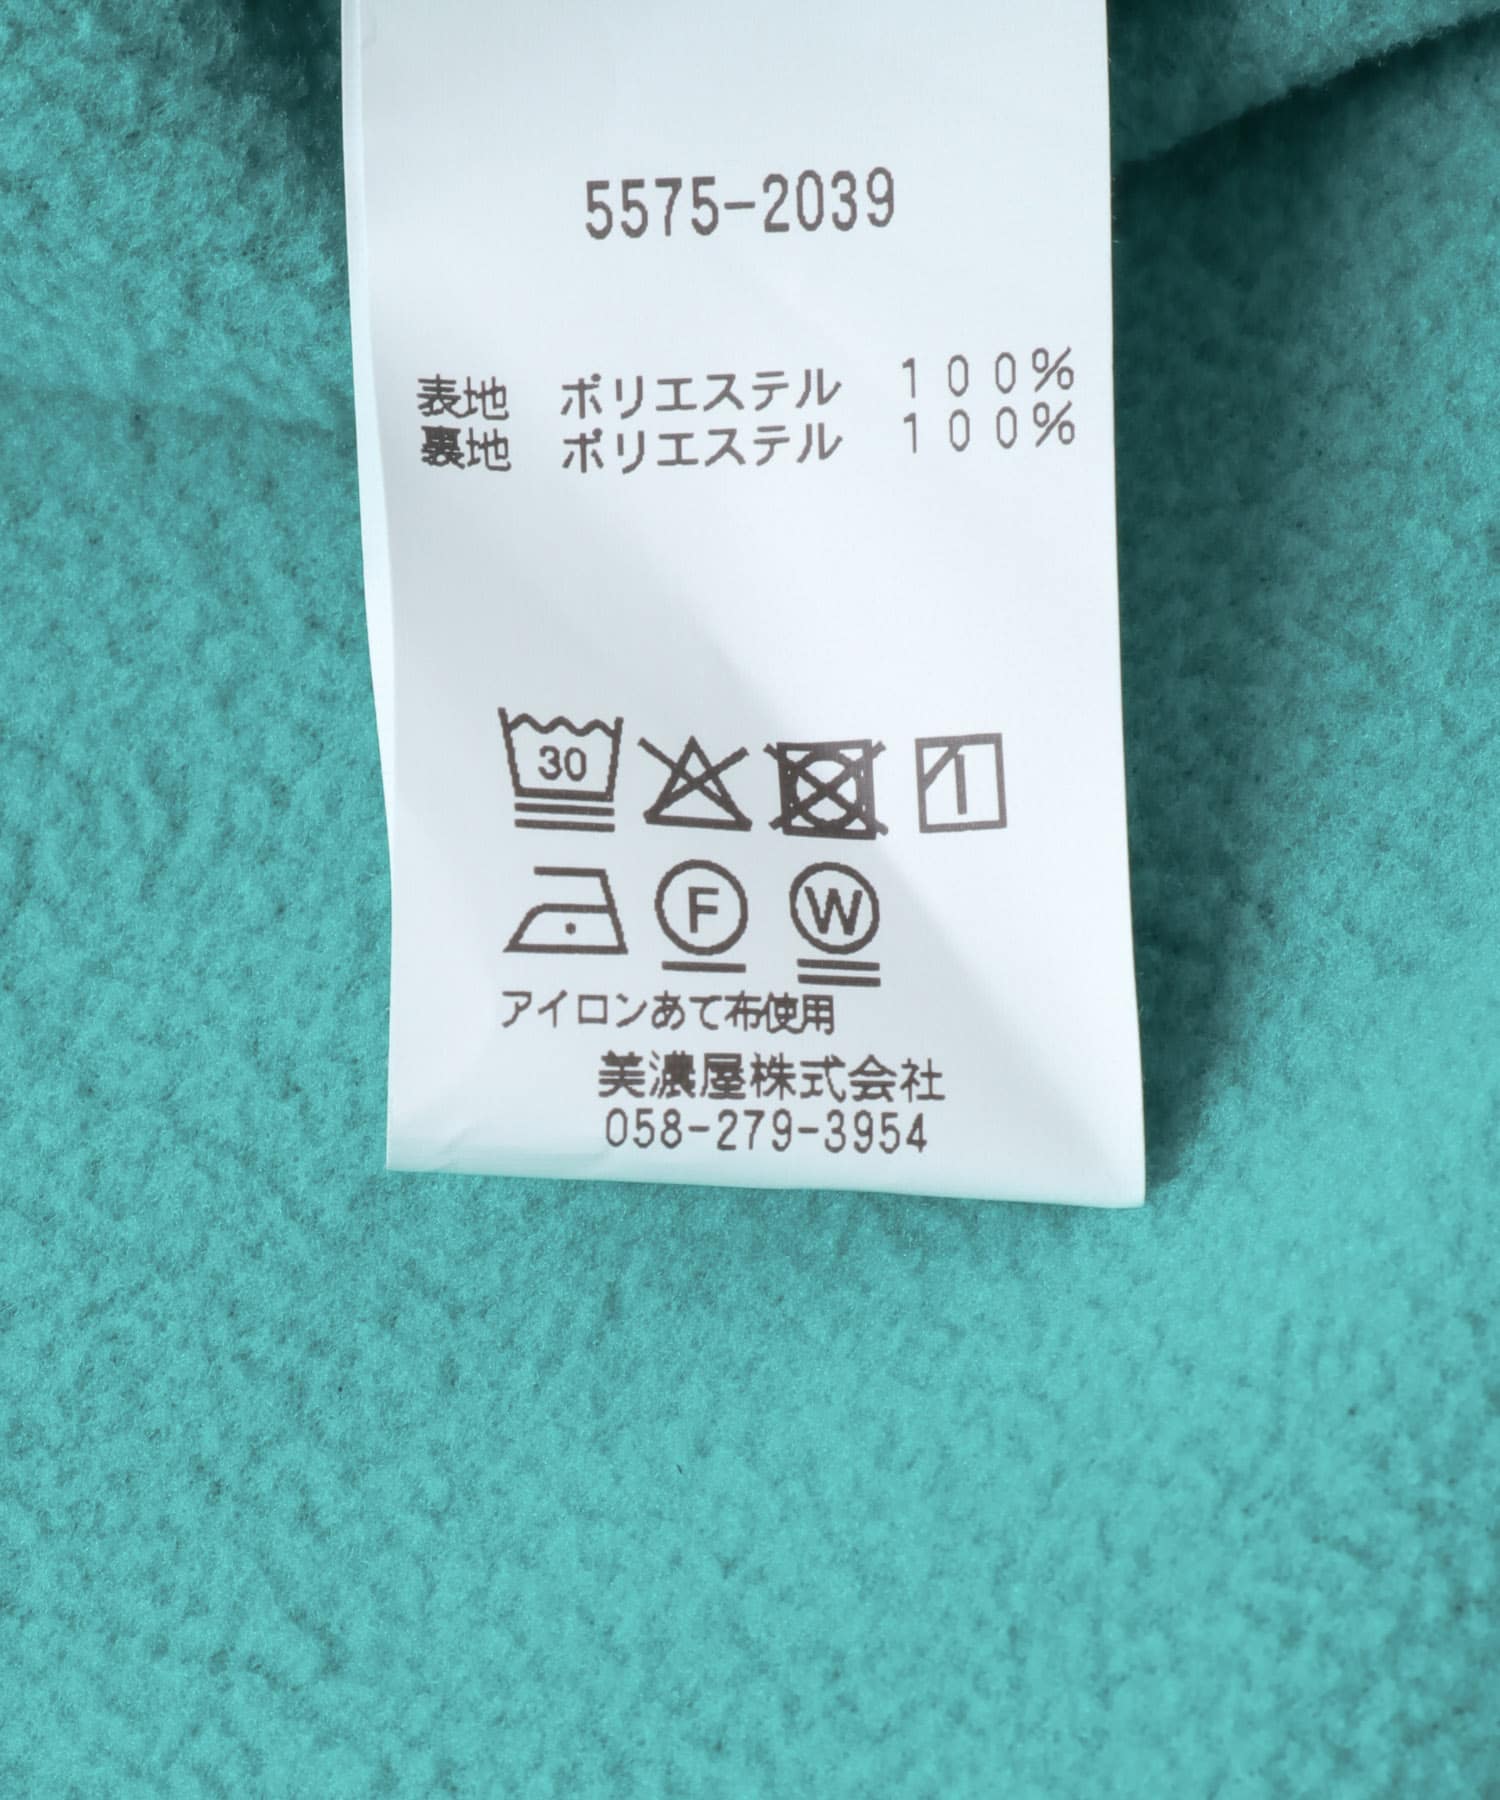 5575-2039
表地 ポリエステル 100%
裏地 ポリエステル 100%
30
F W
アイロンあて布使用
美濃屋株式会社
058-279-3954